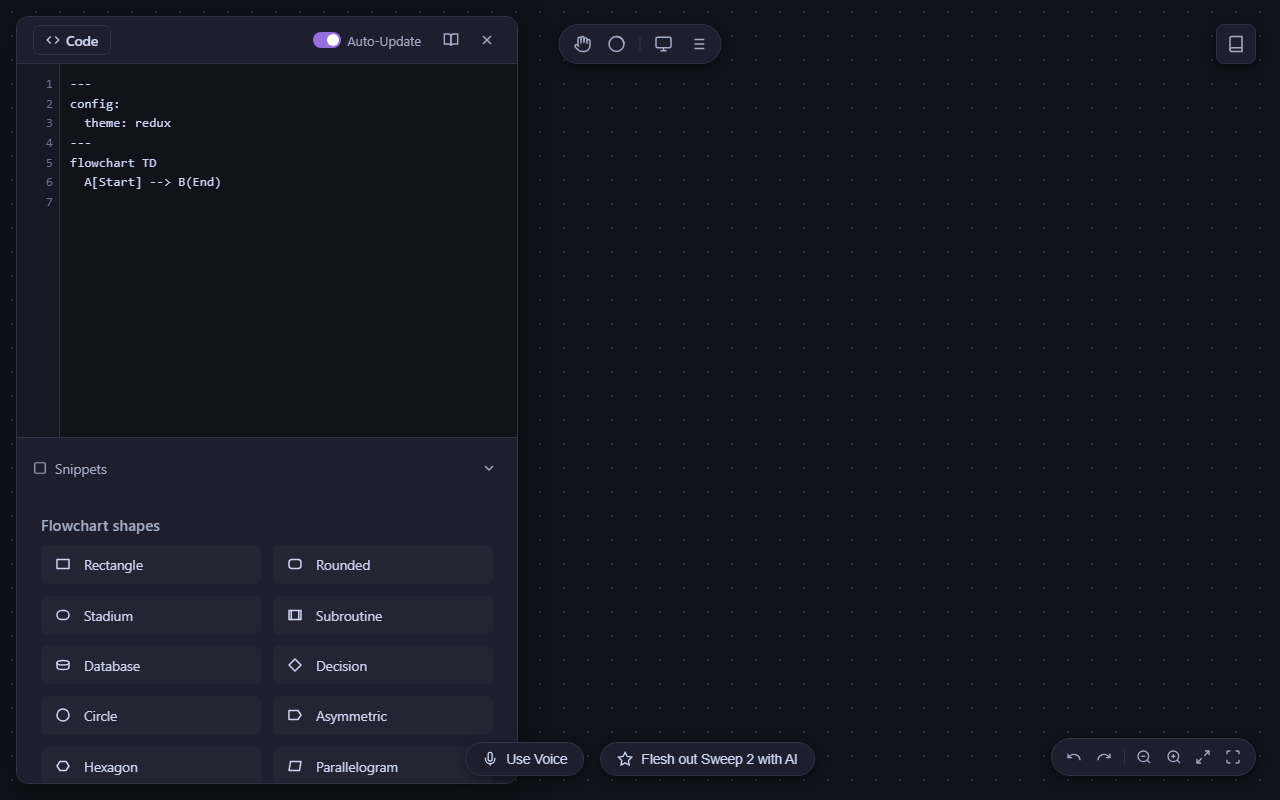 Code
Auto-Update
1 ---
2 config:
3   theme: redux
4 ---
5 flowchart TD
6   A[Start] --> B(End)
7
Snippets
Flowchart shapes
Rectangle
Rounded
Stadium
Subroutine
Database
Decision
Circle
Asymmetric
Hexagon
Parallelogram
Use Voice
Flesh out Sweep 2 with AI